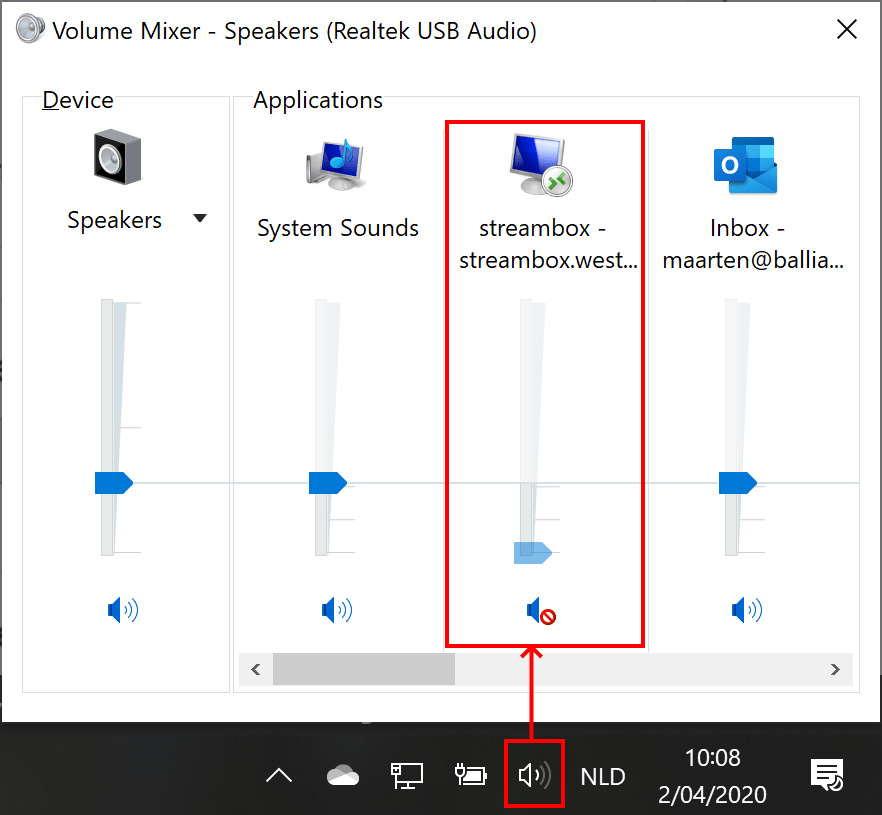 Volume Mixer - Speakers (Realtek USB Audio)
Device
Applications
Speakers
System Sounds
streambox -
streambox.west...
Inbox -
maarten@ballia...
O
NLD
10:08
2/04/2020